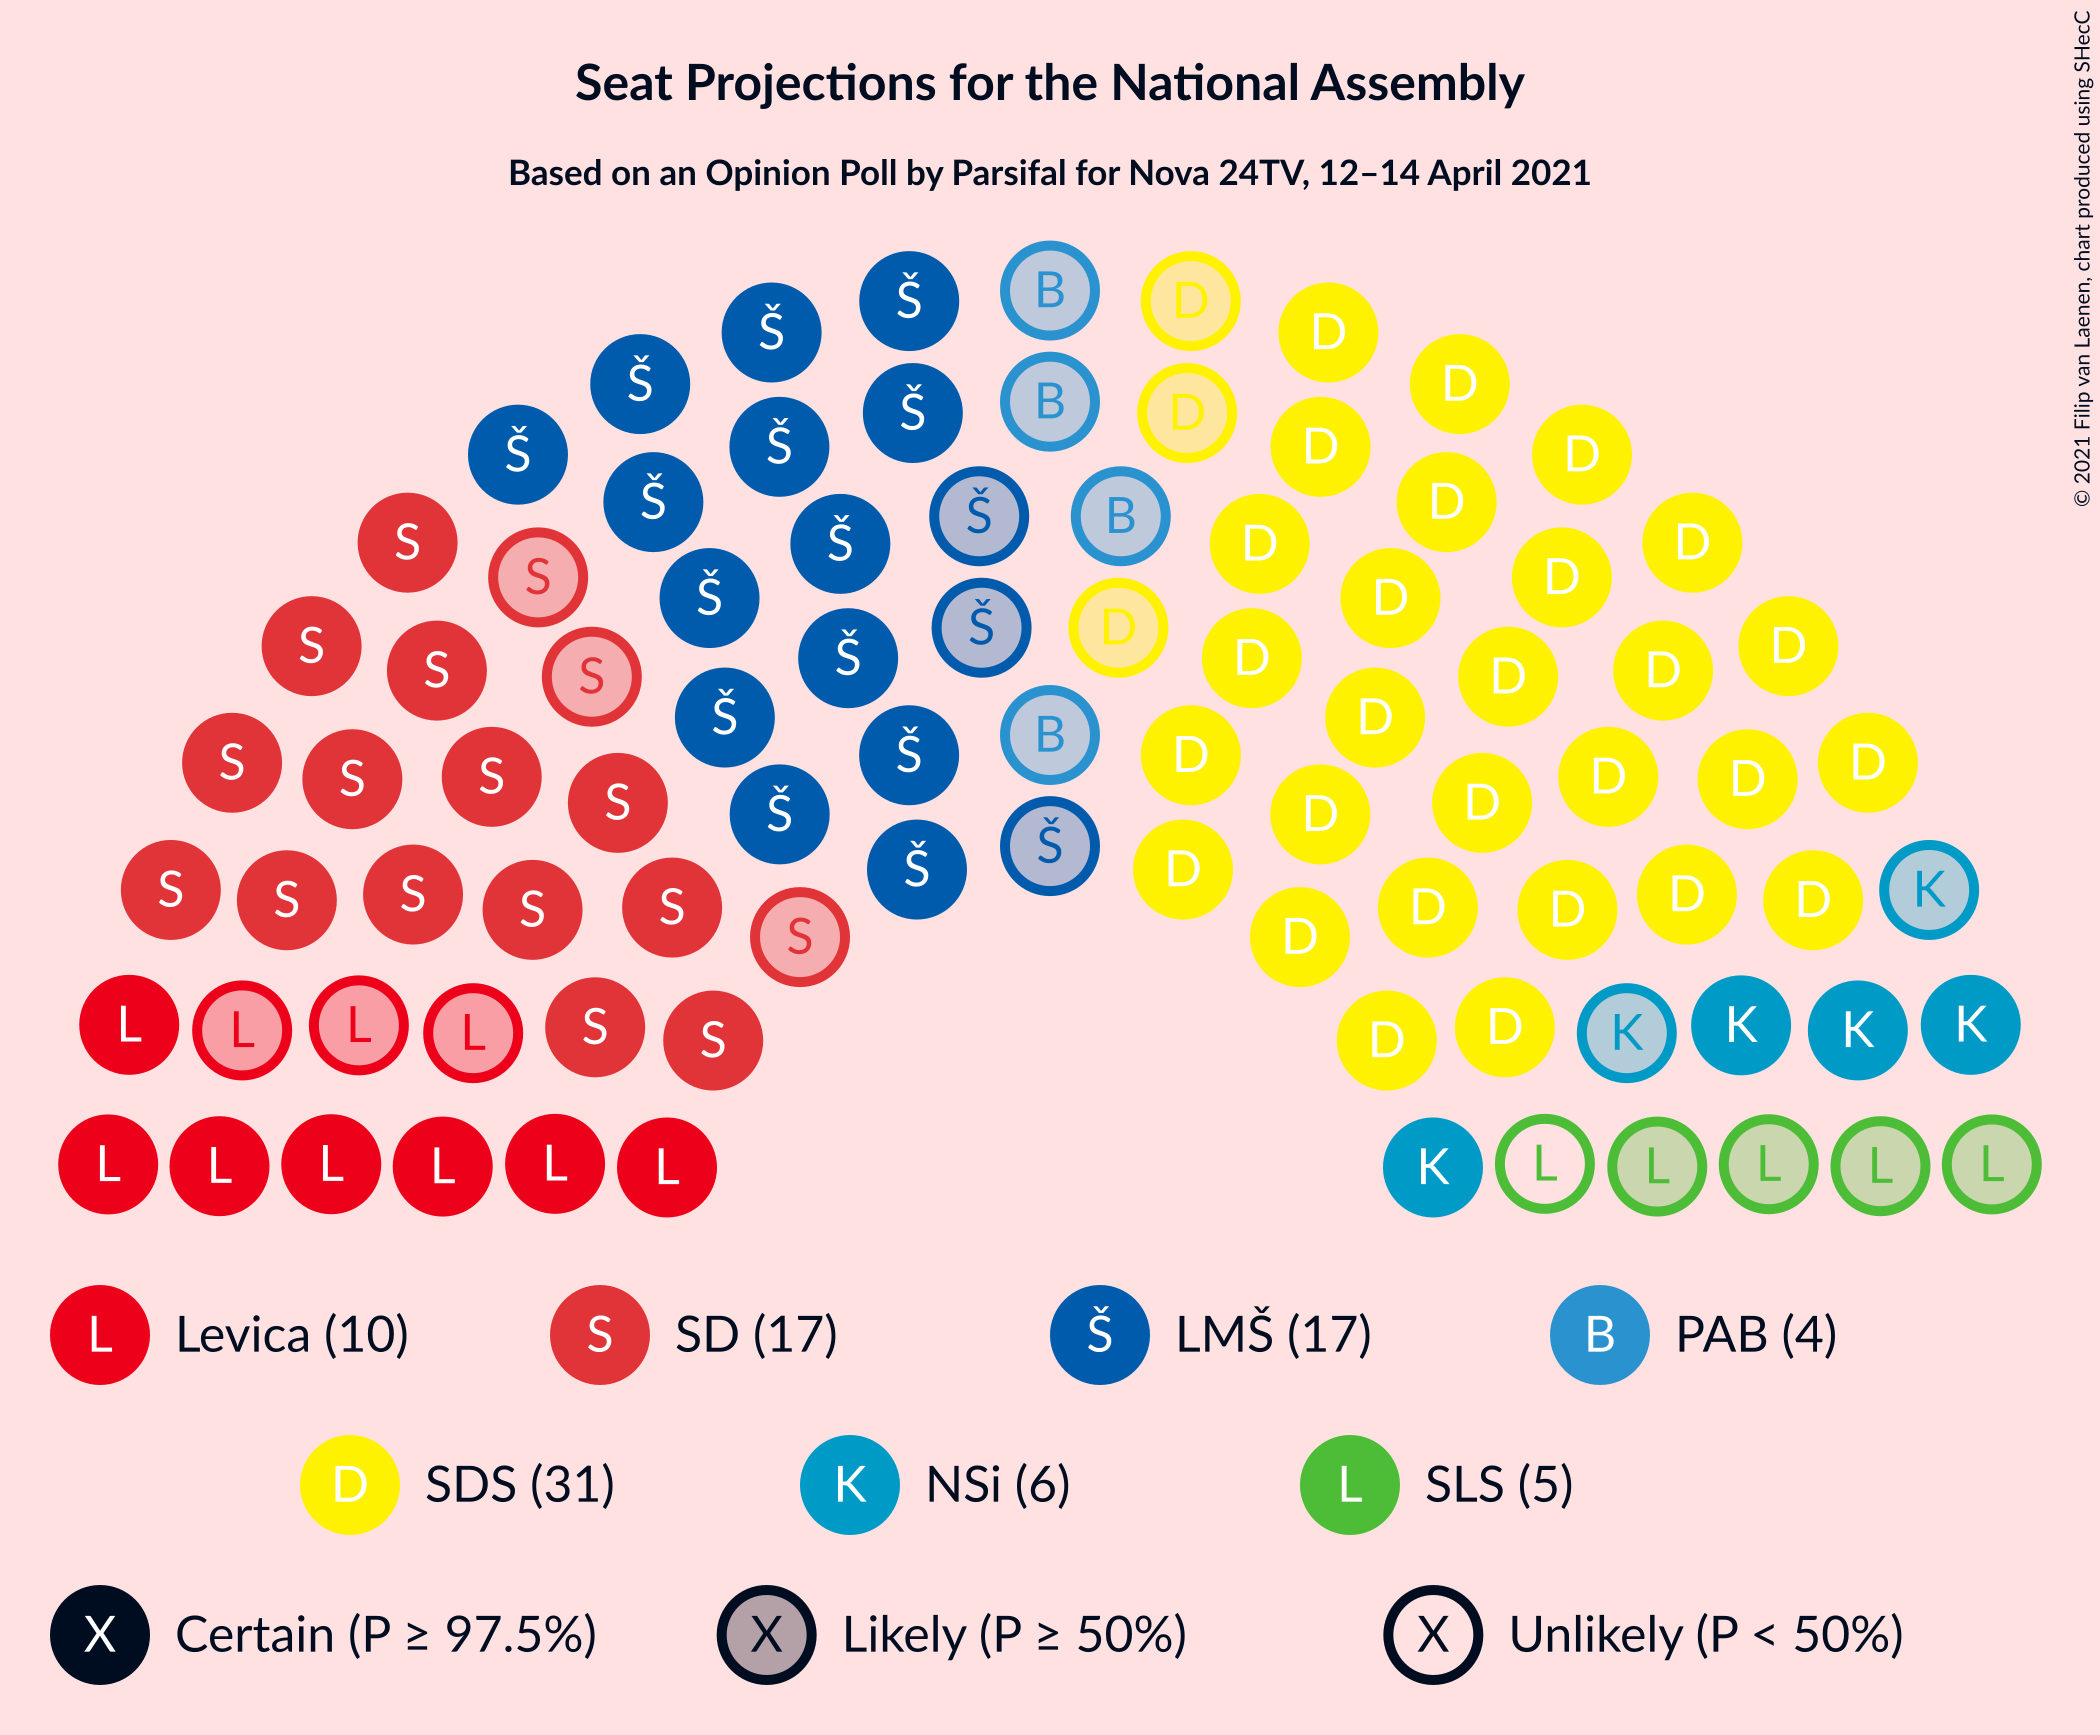 Seat Projections for the National Assembly
Based on an Opinion Poll by Parsifal for Nova 24TV, 12–14 April 2021
© 2021 Filip van Laenen, chart produced using SHecC
B
Š D
Š D
Š D
Š B D
Š D
Š D
Š D
S Š B D
Š D
S D
Š D
Š D
Š D
S D
S D
Š D
S D
S D
Š D
B
Š D
S D
S D
S D
S D
Š D
Š
Š D
S K
S D
S D
S D
S D
S D
L K
L K
L K
S D
L K
S D
L L L L L L K L L L L L
L Levica (10) S SD (17) Š LMŠ (17) B PAB (4)
D SDS (31) K NSi (6) L SLS (5)
X Certain (P ≥ 97.5%) X Likely (P ≥ 50%) X Unlikely (P < 50%)